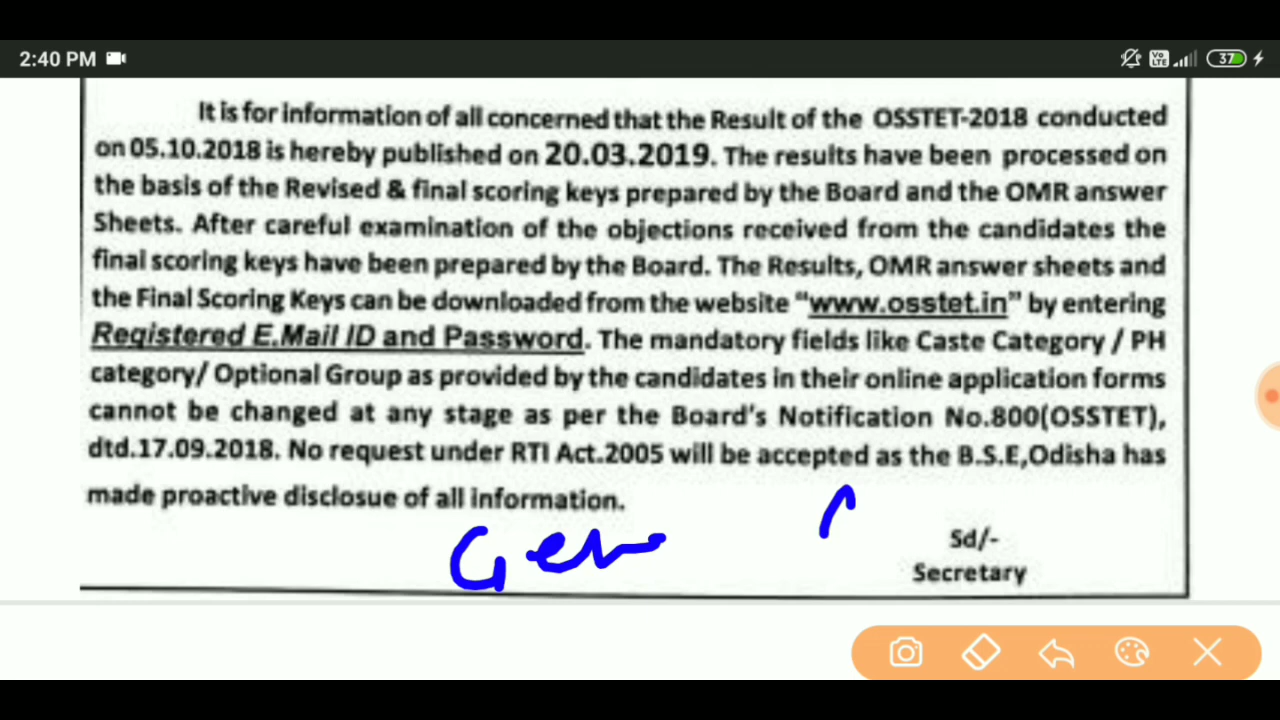 2:40 PM
Vo LTE
37
It is for information of all concerned that the Result of the OSSTET-2018 conducted
on 05.10.2018 is hereby published on 20.03.2019. The results have been processed on
the basis of the Revised & final scoring keys prepared by the Board and the OMR answer
Sheets. After careful examination of the objections received from the candidates the
final scoring keys have been prepared by the Board. The Results, OMR answer sheets and
the Final Scoring Keys can be downloaded from the website "www.osstet.in" by entering
Registered E.Mail ID and Password. The mandatory fields like Caste Category / PH
category/ Optional Group as provided by the candidates in their online application forms
cannot be changed at any stage as per the Board's Notification No.800(OSSTET),
dtd.17.09.2018. No request under RTI Act.2005 will be accepted as the B.S.E,Odisha has
made proactive disclosue of all information.
Gen
Sd/-
Secretary